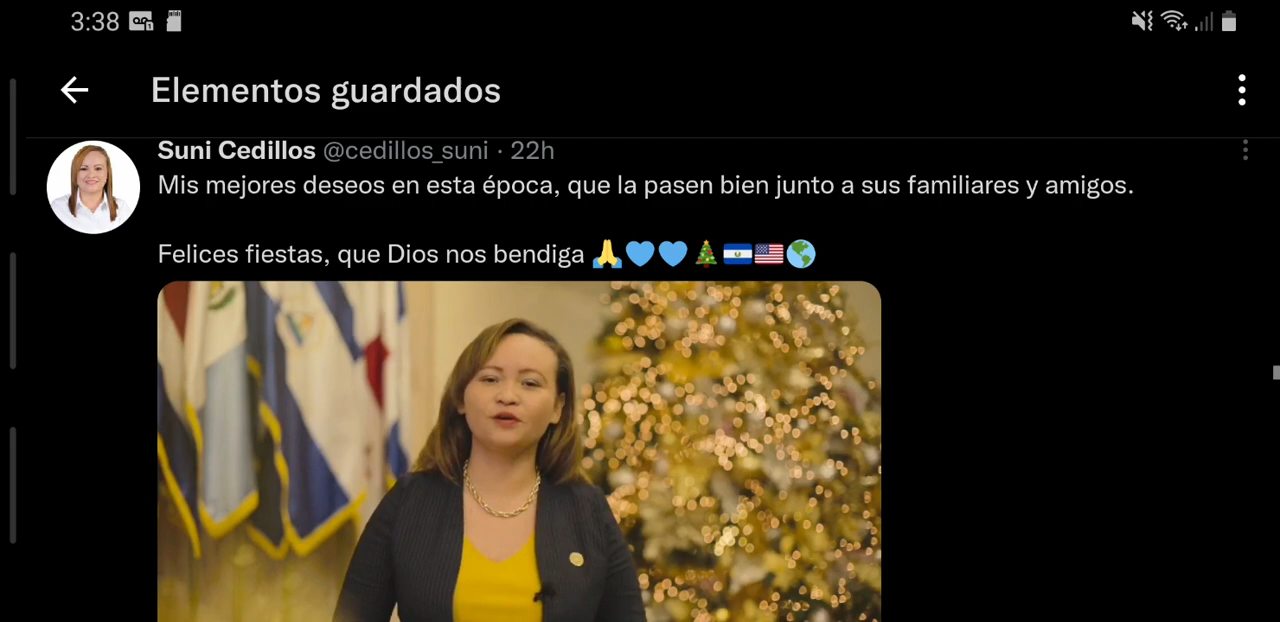 3:38
Elementos guardados
Suni Cedillos @cedillos_suni · 22h
Mis mejores deseos en esta época, que la pasen bien junto a sus familiares y amigos.
Felices fiestas, que Dios nos bendiga 🙏💙💙🎄🇸🇻🇺🇸🌎